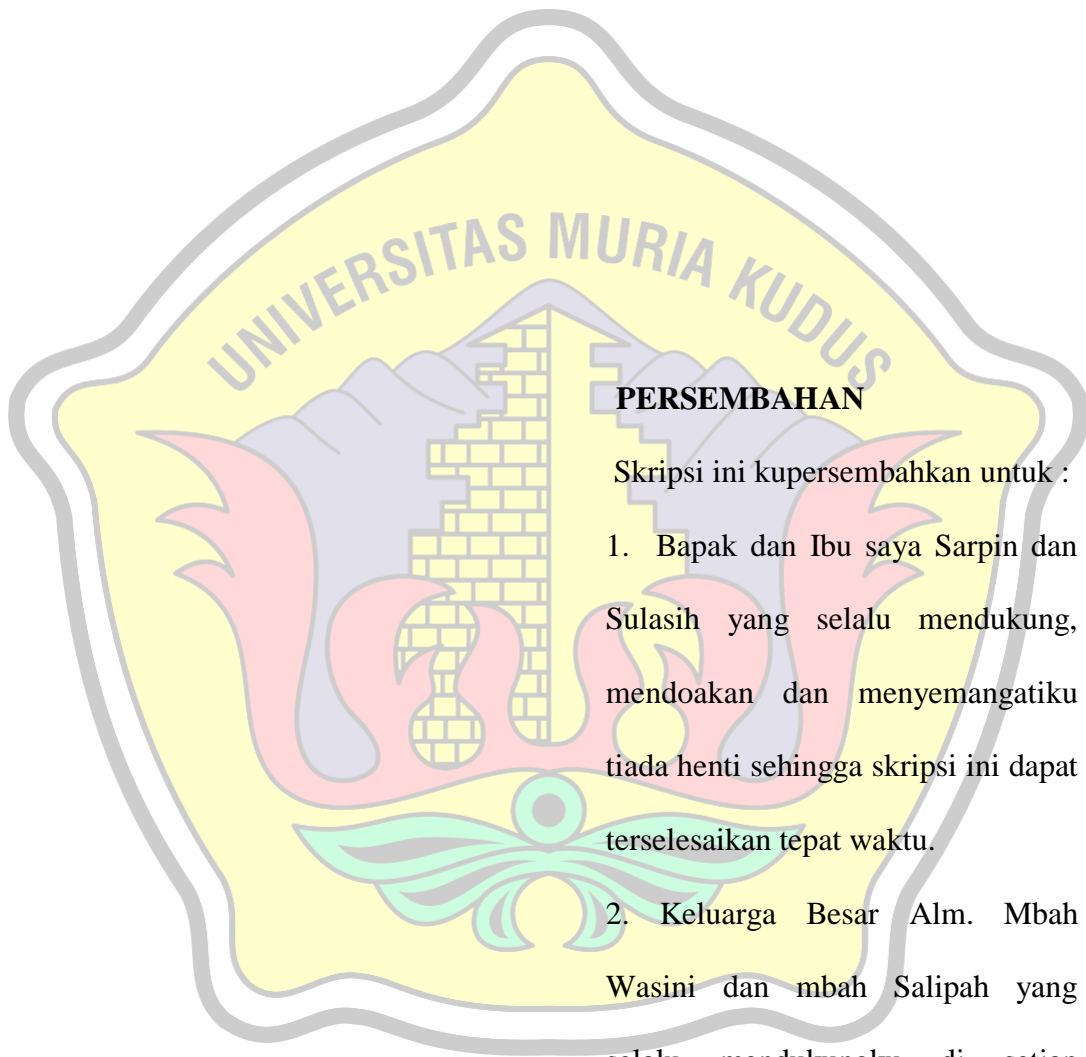 UNIVERSITAS MURIA KUDUS
PERSEMBAHAN
Skripsi ini kupersembahkan untuk :
1. Bapak dan Ibu saya Sarpin dan
Sulasih yang selalu mendukung,
mendoakan dan menyemangatiku
tiada henti sehingga skripsi ini dapat
terselesaikan tepat waktu.
2. Keluarga Besar Alm. Mbah
Wasini dan mbah Salipah yang